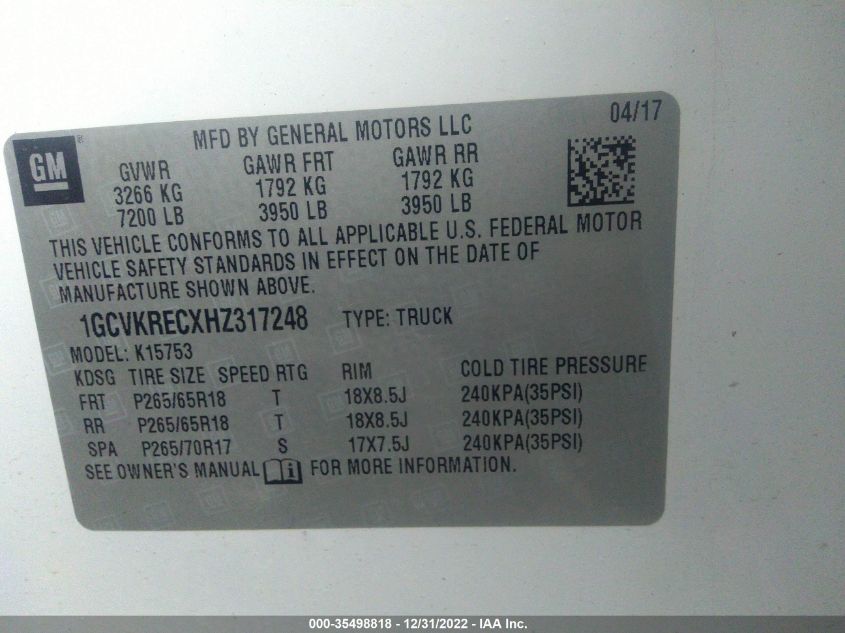 GM
MFD BY GENERAL MOTORS LLC 04/17
GVWR GAWR FRT GAWR RR
3266 KG 1792 KG 1792 KG
7200 LB 3950 LB 3950 LB
THIS VEHICLE CONFORMS TO ALL APPLICABLE U.S. FEDERAL MOTOR
VEHICLE SAFETY STANDARDS IN EFFECT ON THE DATE OF
MANUFACTURE SHOWN ABOVE.
1GCVKRECXHZ317248 TYPE: TRUCK
MODEL: K15753
KDSG TIRE SIZE SPEED RTG RIM COLD TIRE PRESSURE
FRT P265/65R18 T 18X8.5J 240KPA(35PSI)
RR P265/65R18 T 18X8.5J 240KPA(35PSI)
SPA P265/70R17 S 17X7.5J 240KPA(35PSI)
SEE OWNER'S MANUAL FOR MORE INFORMATION.
000-35498818 - 12/31/2022 - IAA Inc.